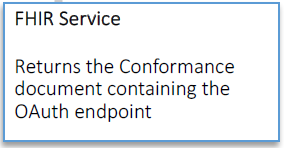 FHIR Service
Returns the Conformance
document containing the
OAuth endpoint